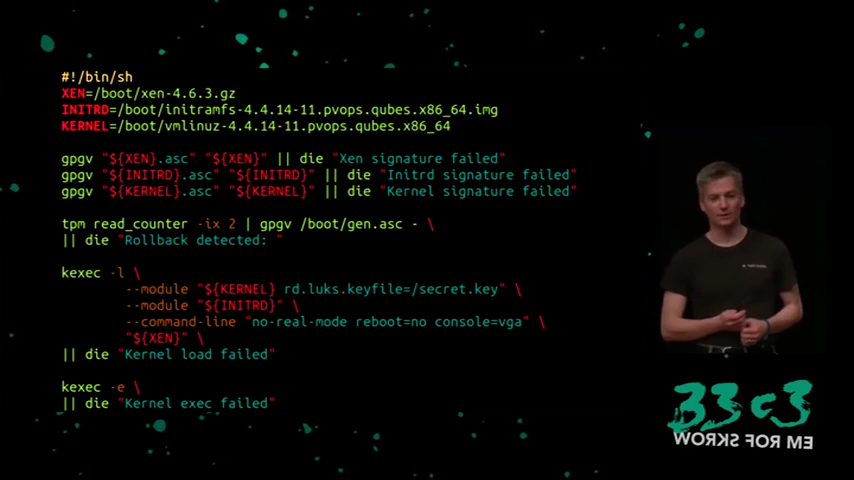 #!/bin/sh
XEN=/boot/xen-4.6.3.gz
INITRD=/boot/initramfs-4.4.14-11.pvops.qubes.x86_64.img
KERNEL=/boot/vmlinuz-4.4.14-11.pvops.qubes.x86_64
gpgv "${XEN}.asc" "${XEN}" || die "Xen signature failed"
gpgv "${INITRD}.asc" "${INITRD}" || die "Initrd signature failed"
gpgv "${KERNEL}.asc" "${KERNEL}" || die "Kernel signature failed"
tpm read_counter -ix 2 | gpgv /boot/gen.asc - \
|| die "Rollback detected: "
kexec -l \
--module "${KERNEL} rd.luks.keyfile=/secret.key" \
--module "${INITRD}" \
--command-line "no-real-mode reboot=no console=vga" \
"${XEN}" \
|| die "Kernel load failed"
kexec -e \
|| die "Kernel exec failed"
33c3
WORKS FOR ME